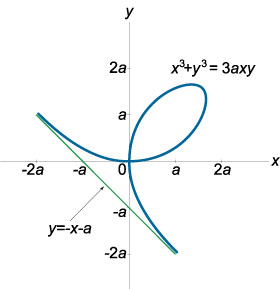 y
2a
x³+y³ = 3axy
a
x
-2a
-a
0
a
2a
-a
y=-x-a
-2a